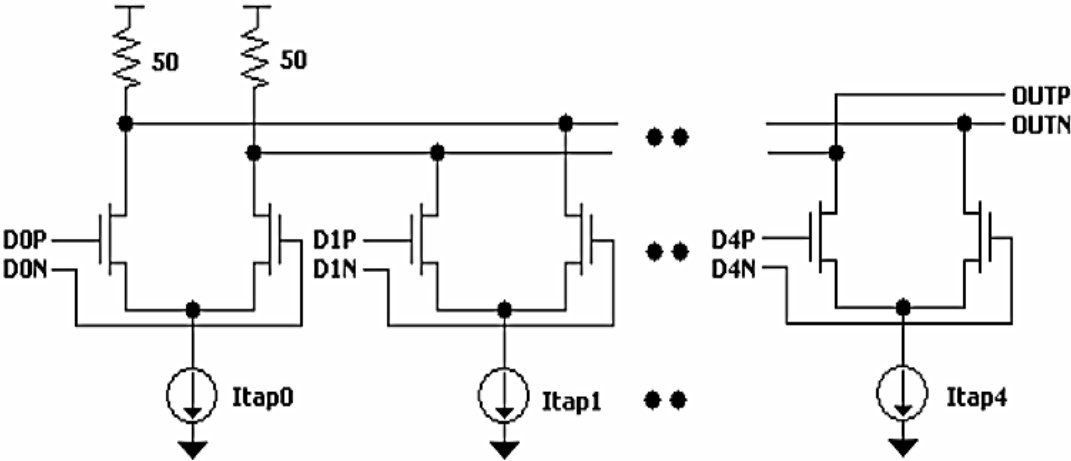 50 50
OUTP
OUTN
D0P D1P D4P
D0N D1N D4N
Itap0 Itap1 Itap4